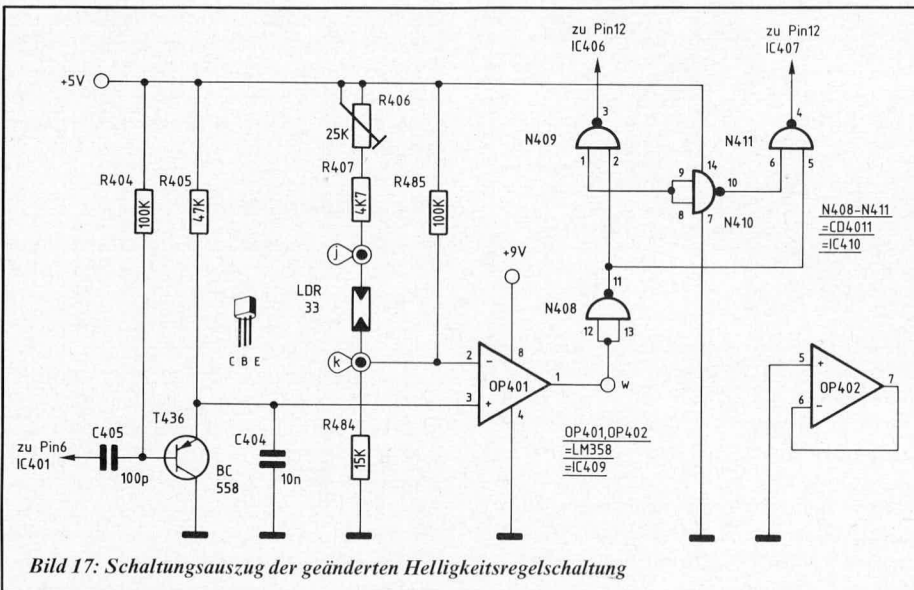 zu Pin12
IC406
zu Pin12
IC407
+5V
R406
25K
3
4
N409
N411
1
2
6
5
R404
100K
R405
47K
R407
4K7
R485
100K
9
8
14
10
7
N410
N408-N411
=CD4011
=IC410
j
+9V
LDR
33
11
N408
12
13
C B E
k
2
-
8
OP401
1
3
+
4
W
5
+
OP402
7
6
-
T436
C405
zu Pin6
IC401
100p
BC
558
C404
10n
R484
15K
OP401,OP402
=LM358
=IC409
Bild 17: Schaltungsauszug der geänderten Helligkeitsregelschaltung